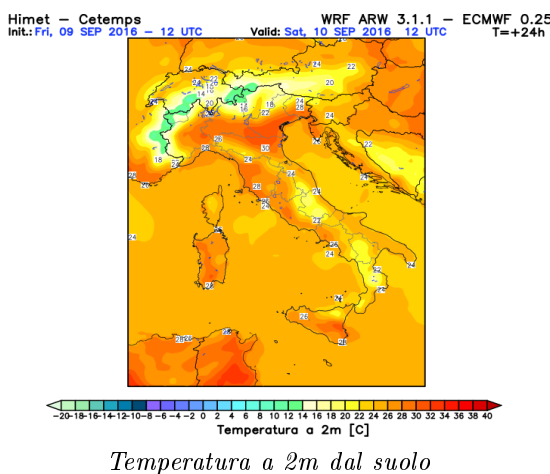 Himet – Cetemps WRF ARW 3.1.1 – ECMWF 0.25
Init.: Fri, 09 SEP 2016 – 12 UTC Valid: Sat, 10 SEP 2016 12 UTC T=+24h
-20-18-16-14-12-10-8 -6 -4 -2 0 2 4 6 8 10 12 14 16 18 20 22 24 26 28 30 32 34 36 38 40
Temperatura a 2m [C]
Temperatura a 2m dal suolo